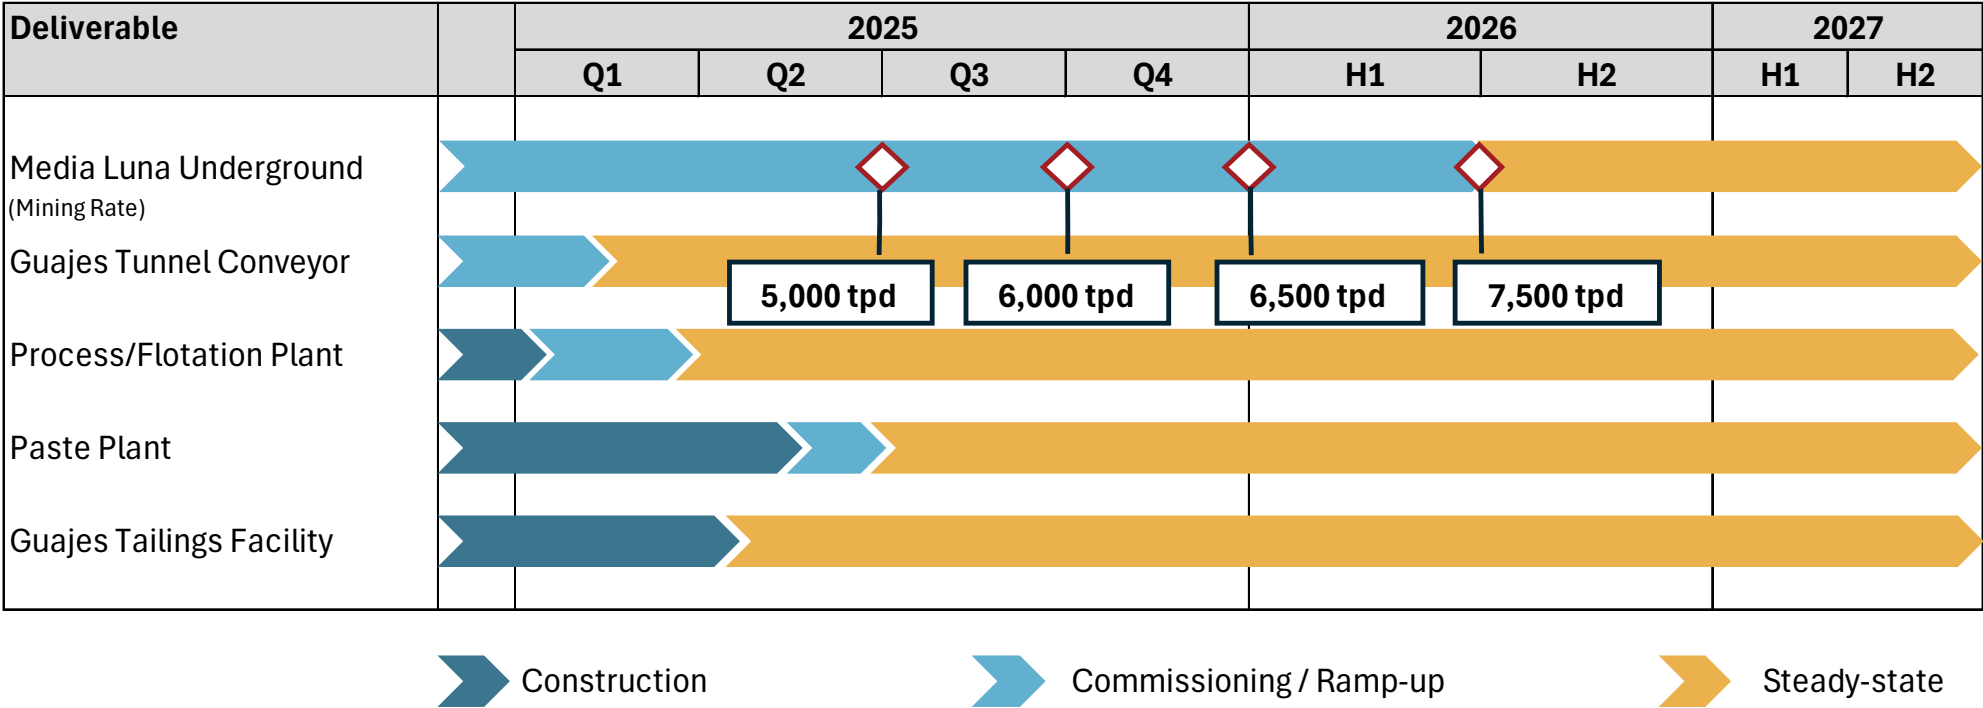 Deliverable
2025
2026
2027
Q1
Q2
Q3
Q4
H1
H2
H1
H2
Media Luna Underground
(Mining Rate)
Guajes Tunnel Conveyor
5,000 tpd
6,000 tpd
6,500 tpd
7,500 tpd
Process/Flotation Plant
Paste Plant
Guajes Tailings Facility
Construction
Commissioning / Ramp-up
Steady-state